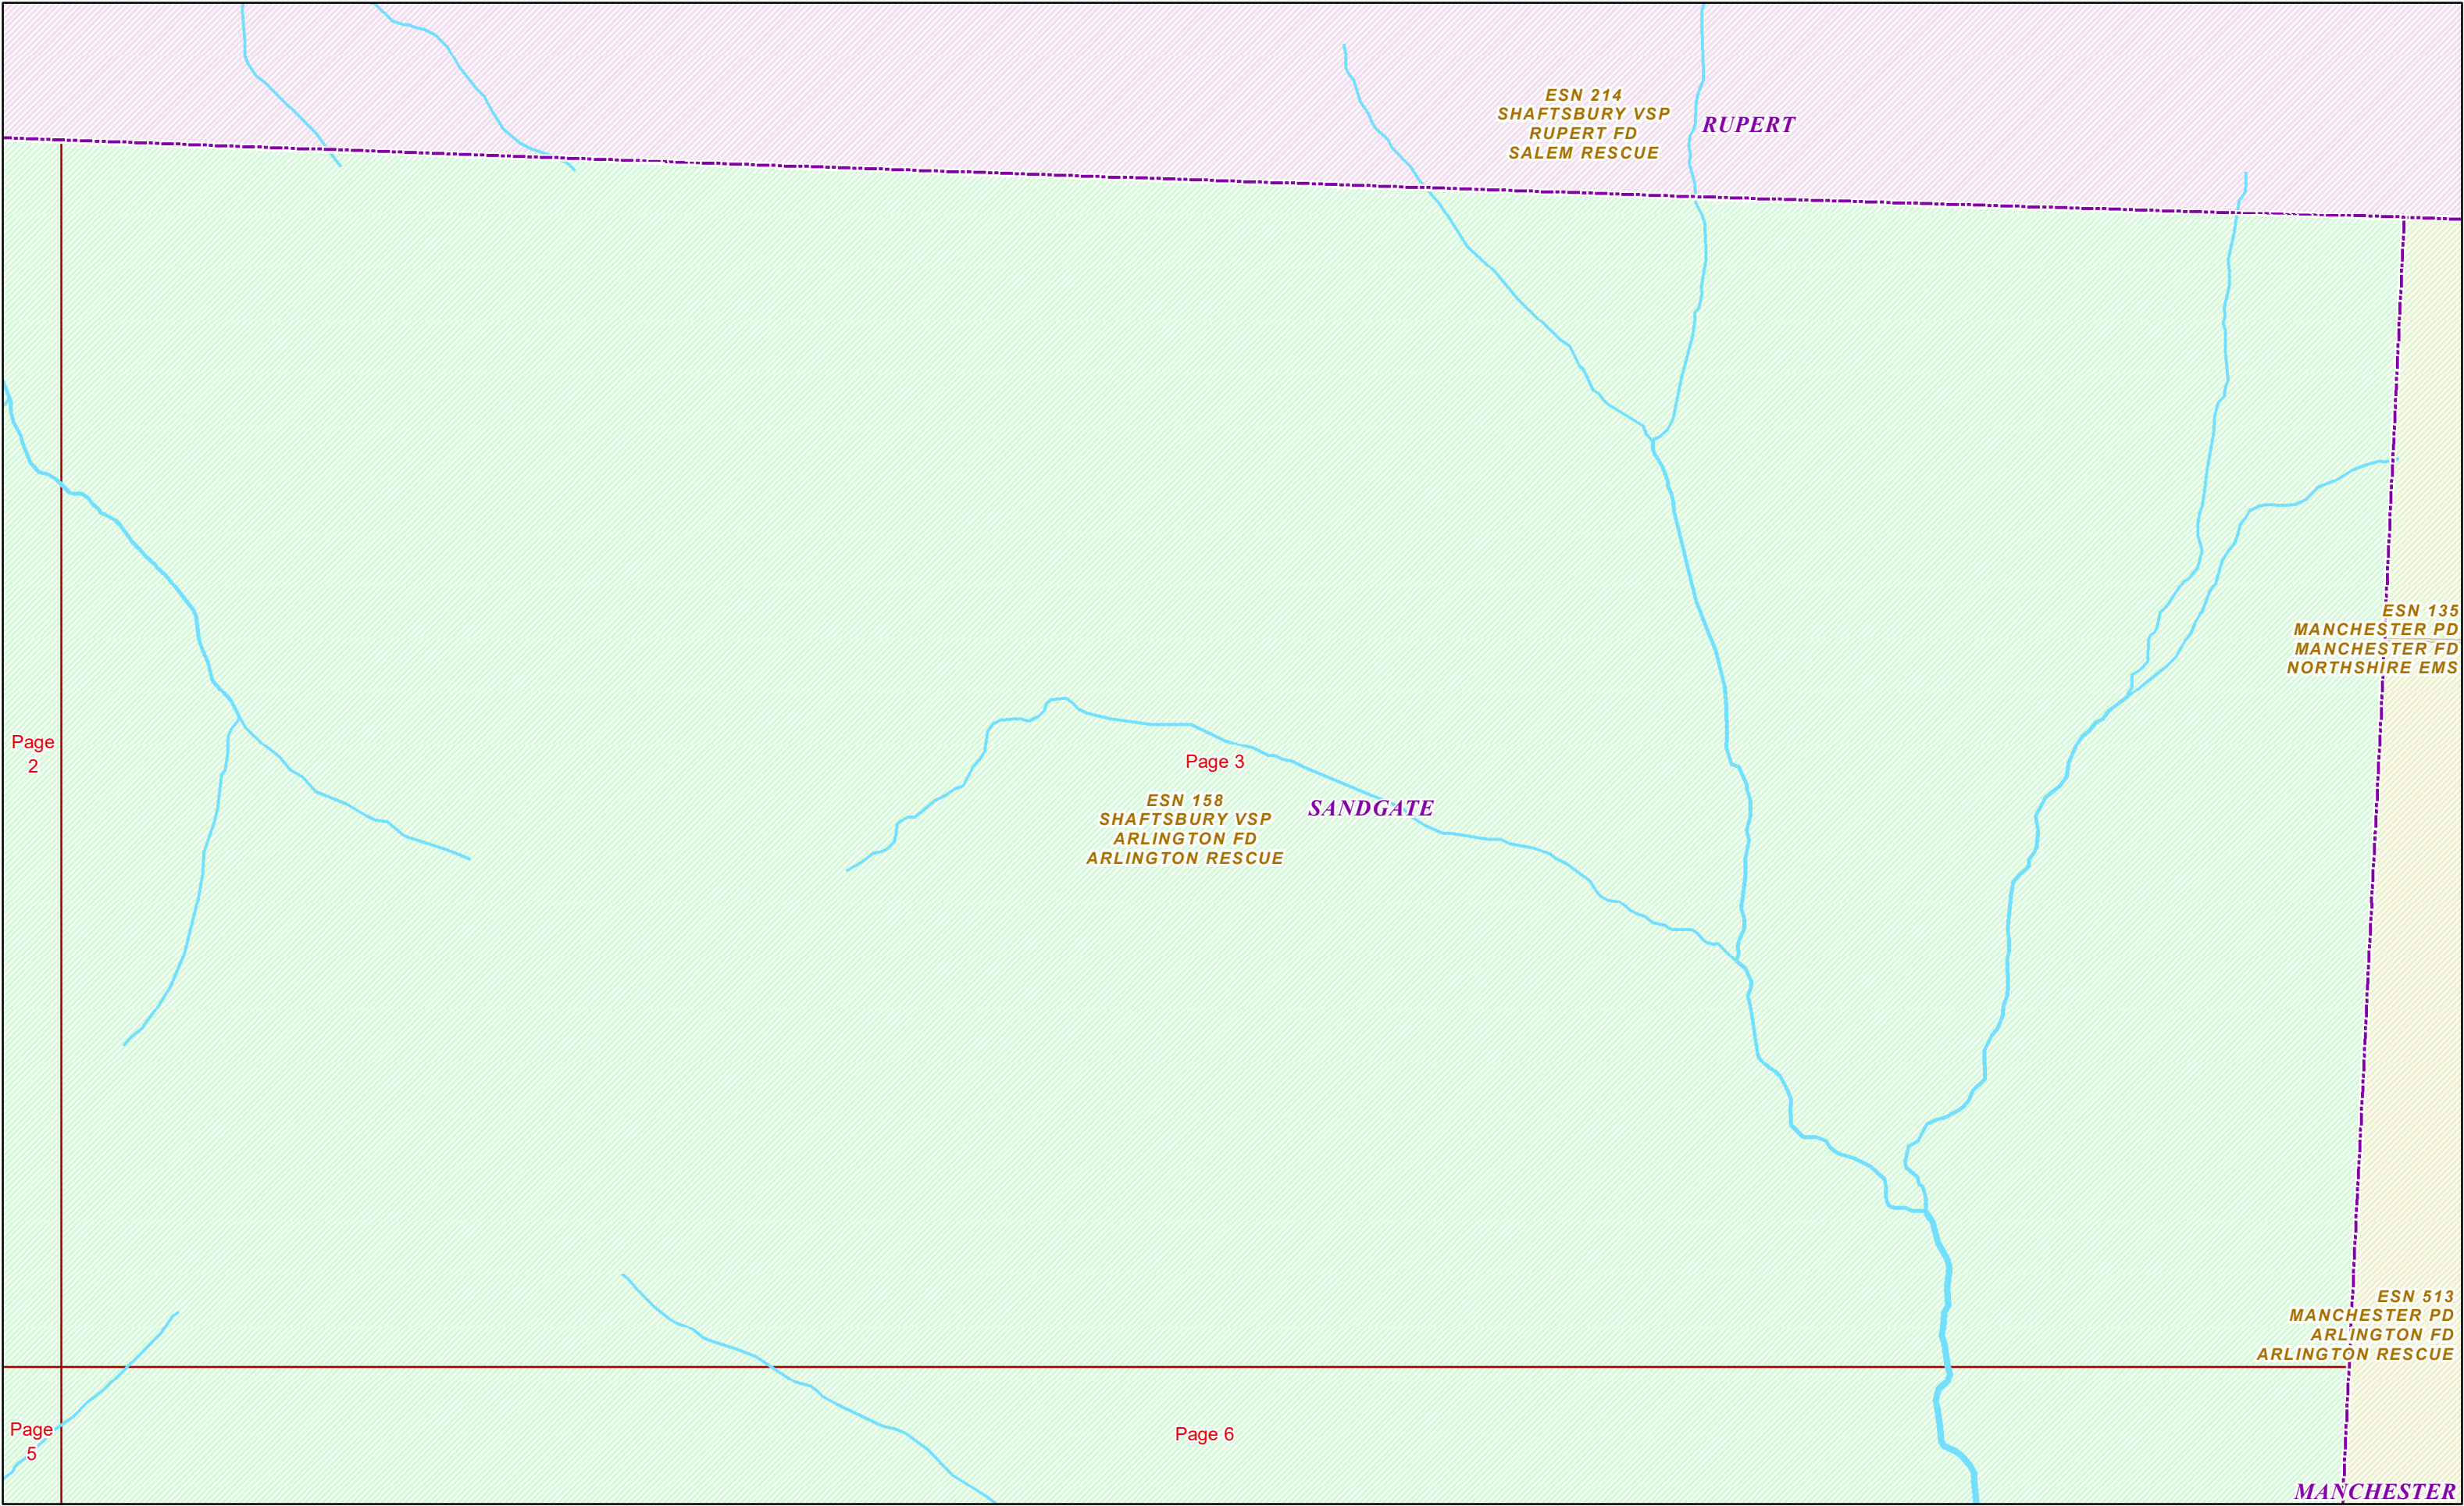 ESN 214
SHAFTSBURY VSP
RUPERT FD
SALEM RESCUE
RUPERT
ESN 135
MANCHESTER PD
MANCHESTER FD
NORTHSHIRE EMS
Page
2
Page 3
ESN 158
SHAFTSBURY VSP
ARLINGTON FD
ARLINGTON RESCUE
SANDGATE
ESN 513
MANCHESTER PD
ARLINGTON FD
ARLINGTON RESCUE
Page
5
Page 6
MANCHESTER